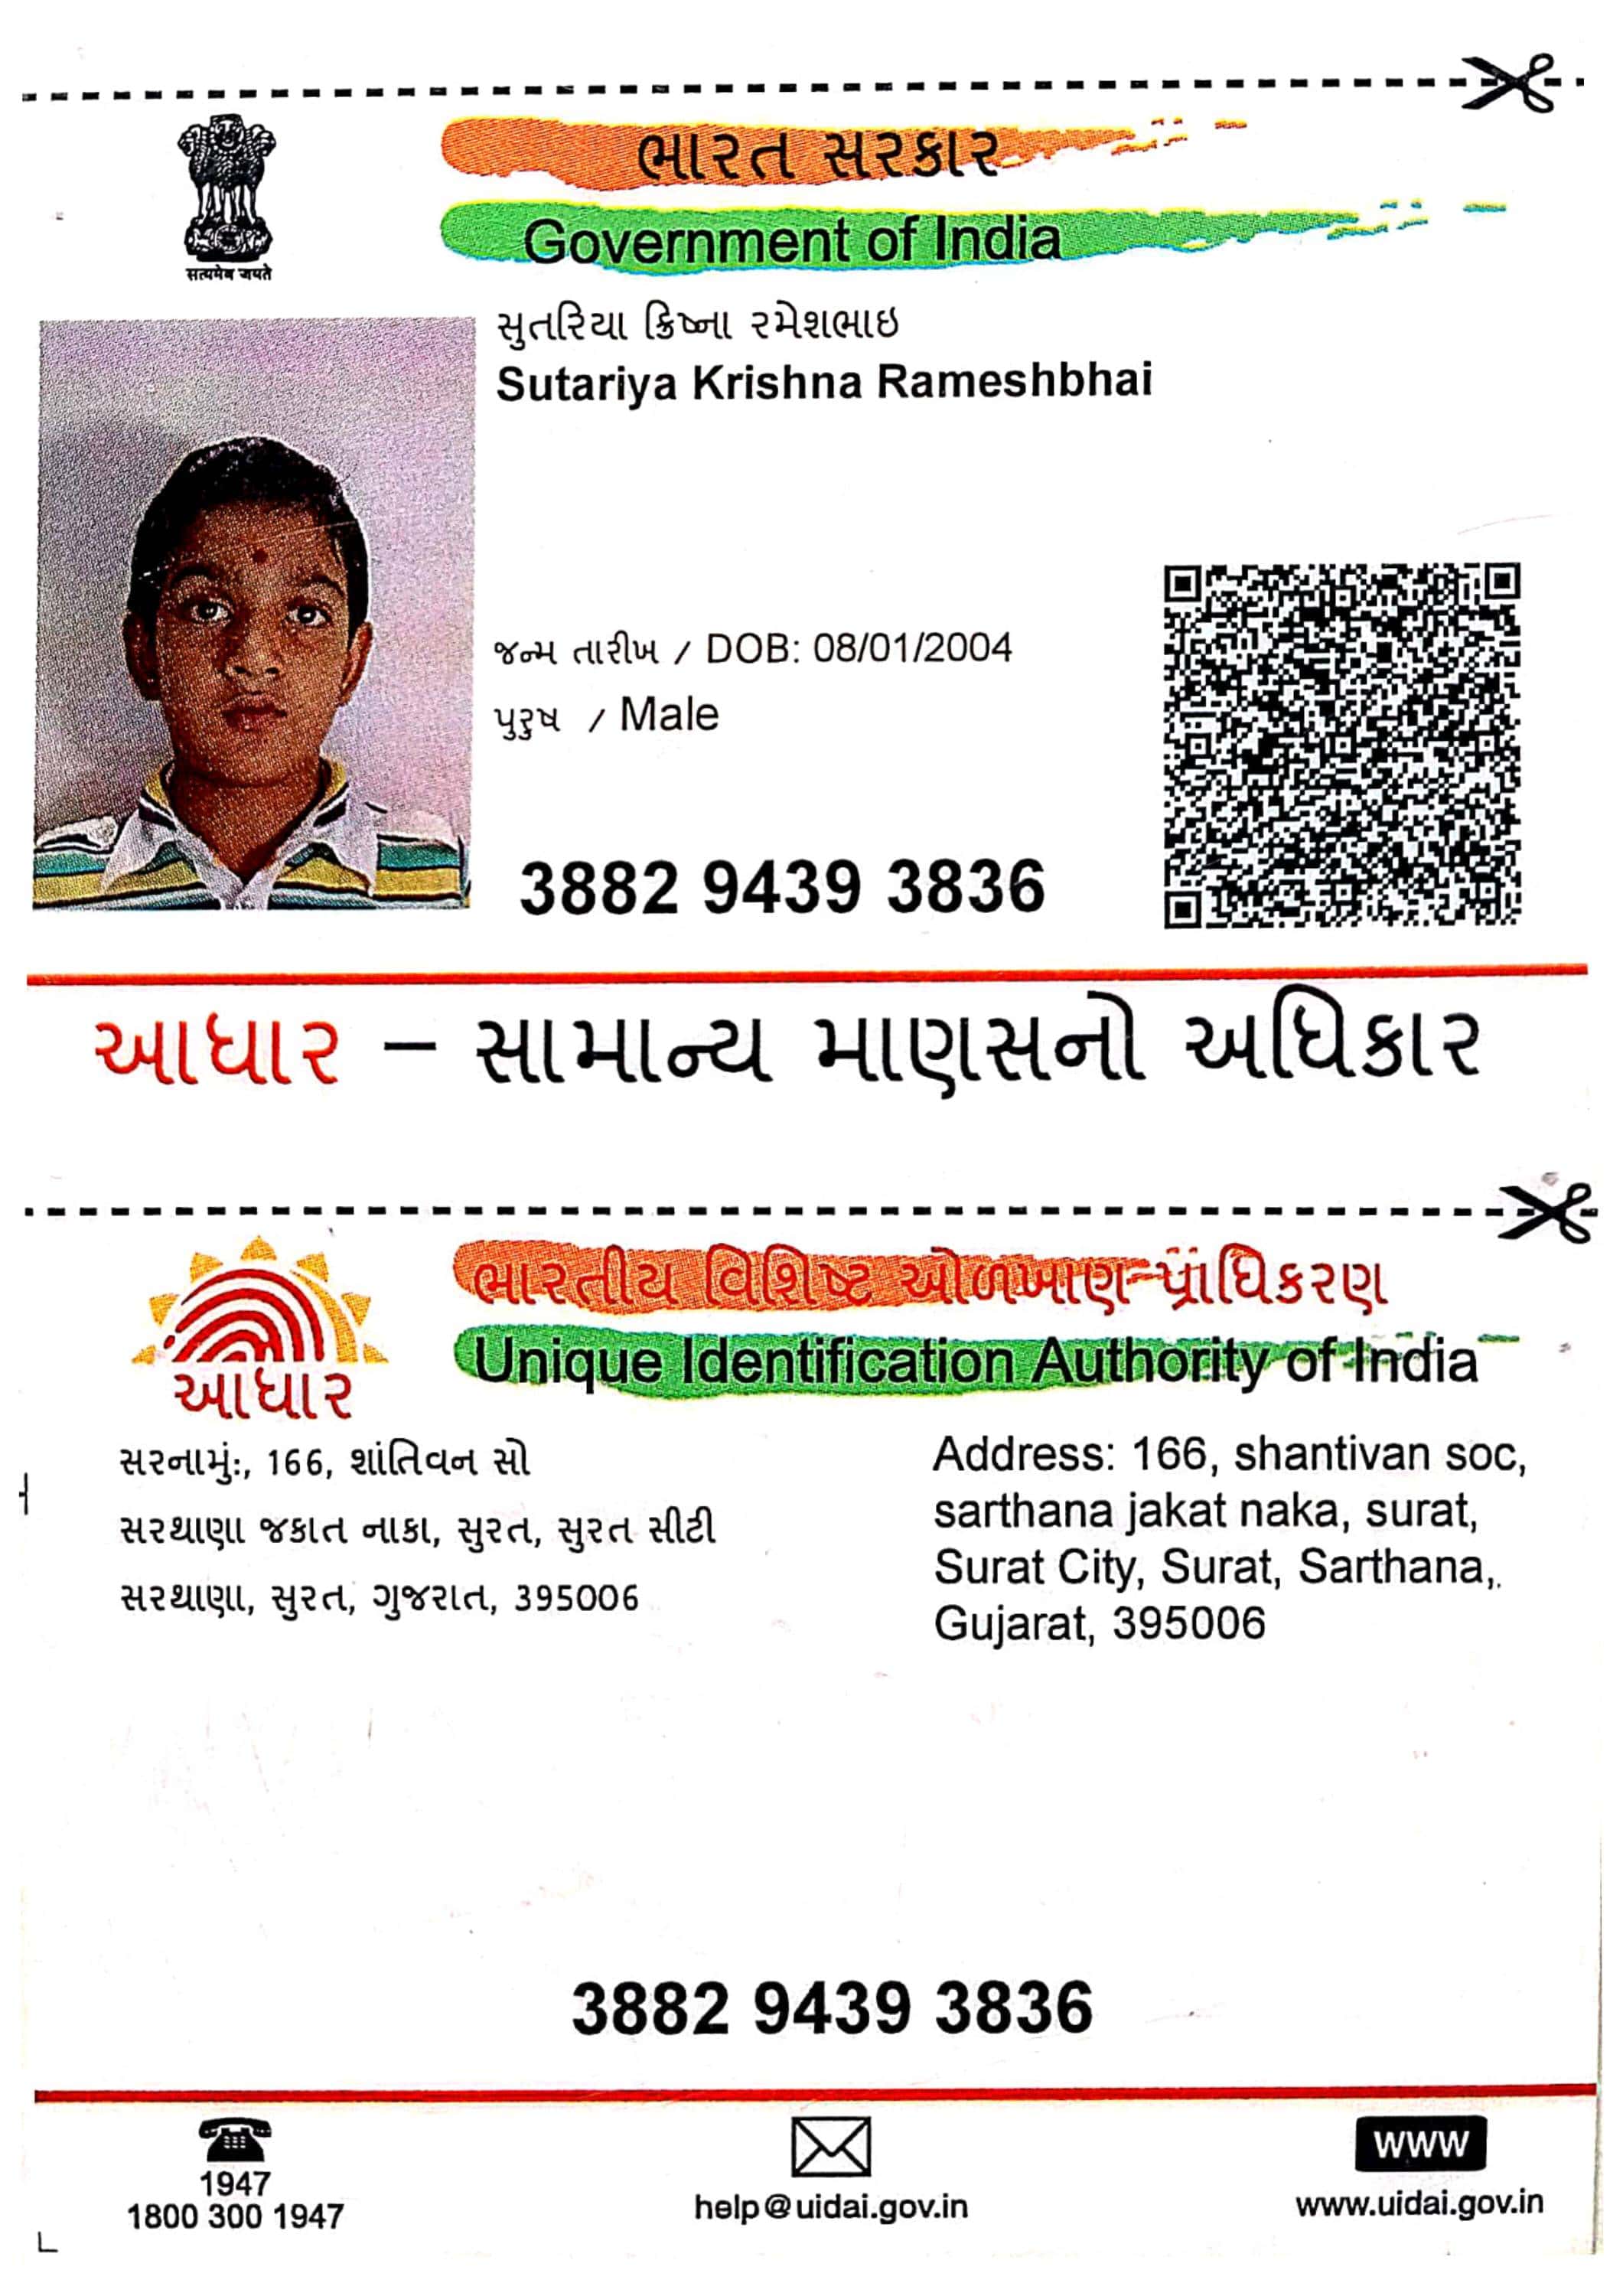 ભારત સરકાર
Government of India
सत्यमेव जयते
સુતરિયા ક્રિષ્ના રમેશભાઇ
Sutariya Krishna Rameshbhai
જન્મ તારીખ / DOB: 08/01/2004
પુરુષ / Male
3882 9439 3836
આધાર – સામાન્ય માણસનો અધિકાર
ભારતીય વિશિષ્ટ ઓળખાણ પ્રાધિકરણ
Unique Identification Authority of India
આધાર
સરનામું:, 166, શાંતિવન સો
સરથાણા જકાત નાકા, સુરત, સુરત સીટી
સરથાણા, સુરત, ગુજરાત, 395006
Address: 166, shantivan soc,
sarthana jakat naka, surat,
Surat City, Surat, Sarthana,
Gujarat, 395006
3882 9439 3836
1947
1800 300 1947
help@uidai.gov.in
WWW
www.uidai.gov.in